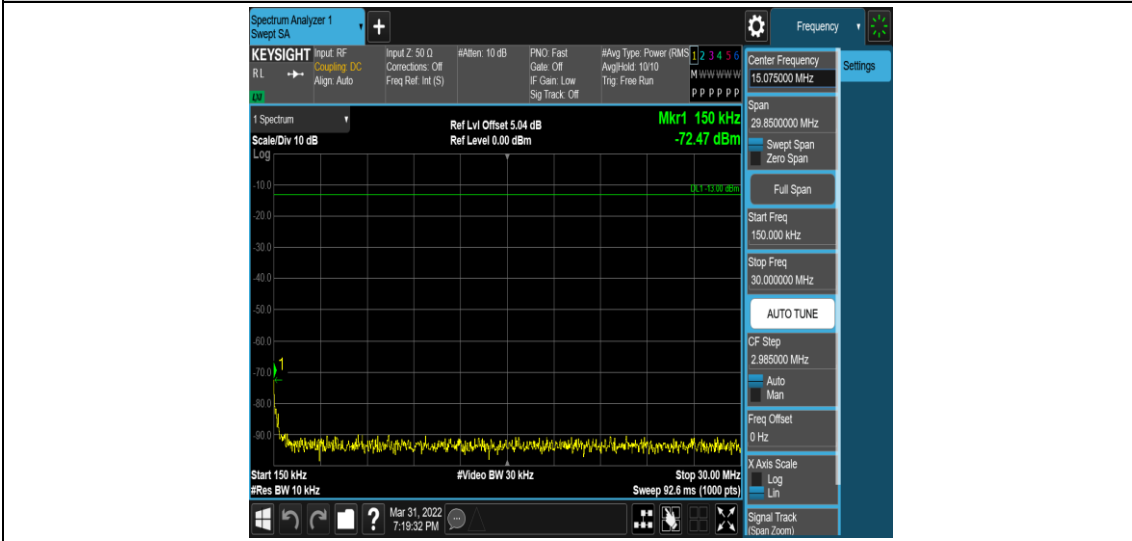 Spectrum Analyzer 1
Swept SA
+
Frequency
KEYSIGHT
RL
LXI
Input: RF
Coupling: DC
Align: Auto
Input Z: 50 Ω
Corrections: Off
Freq Ref: Int (S)
#Atten: 10 dB
PNO: Fast
Gate: Off
IF Gain: Low
Sig Track: Off
#Avg Type: Power (RMS
Avg|Hold: 10/10
Trig: Free Run
1 2 3 4 5 6
M W W W W W
P P P P P P
1 Spectrum
Scale/Div 10 dB
Log
Ref Lvl Offset 5.04 dB
Ref Level 0.00 dBm
Mkr1 150 kHz
-72.47 dBm
DL1 -13.00 dBm
-10.0
-20.0
-30.0
-40.0
-50.0
-60.0
-70.0
-80.0
-90.0
1
Start 150 kHz
#Res BW 10 kHz
#Video BW 30 kHz
Stop 30.00 MHz
Sweep 92.6 ms (1000 pts)
?
Mar 31, 2022
7:19:32 PM
Center Frequency
15.075000 MHz
Span
29.8500000 MHz
Swept Span
Zero Span
Full Span
Start Freq
150.000 kHz
Stop Freq
30.000000 MHz
AUTO TUNE
CF Step
2.985000 MHz
Auto
Man
Freq Offset
0 Hz
X Axis Scale
Log
Lin
Signal Track
(Span Zoom)
Settings